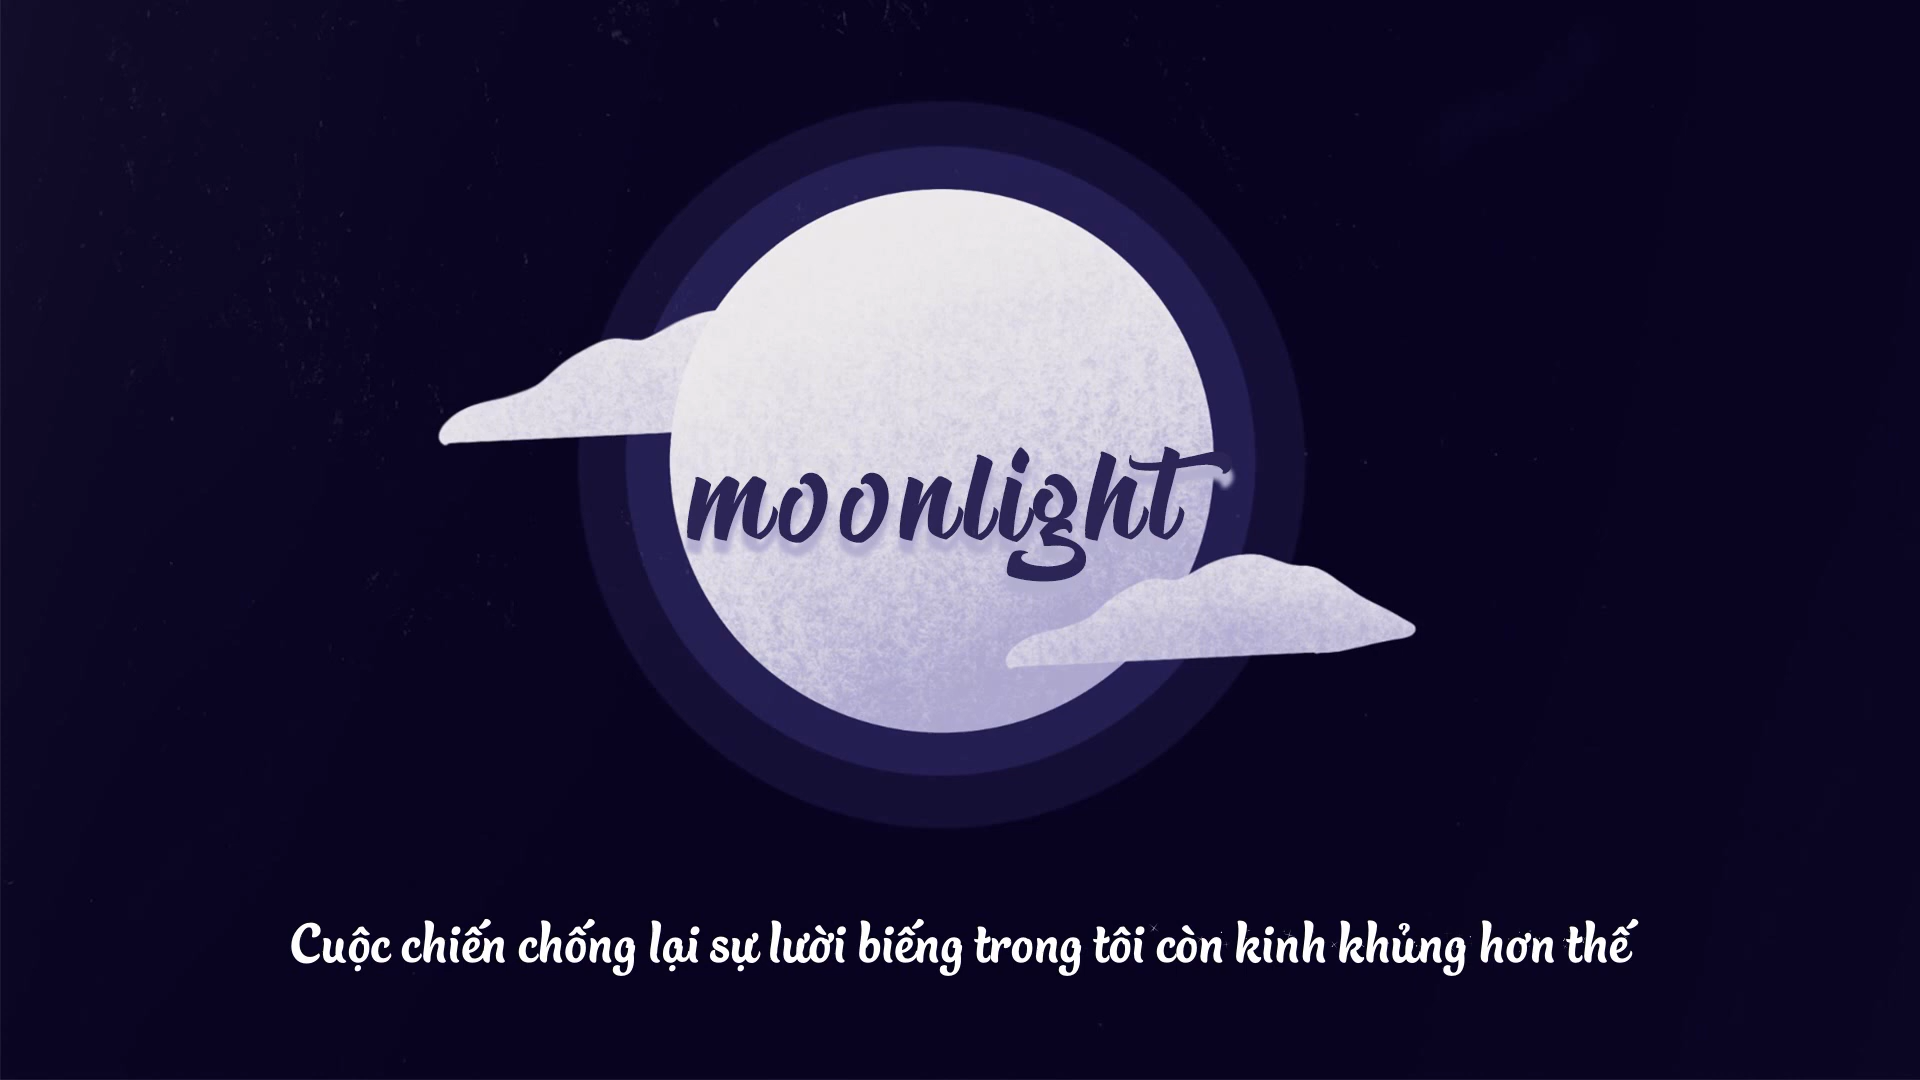 moonlight
Cuộc chiến chống lại sự lười biếng trong tôi còn kinh khủng hơn thế